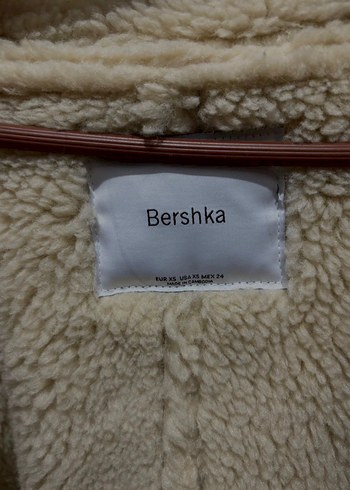 Bershka
EUR XS USA XS MEX 24
MADE IN CAMBODIA